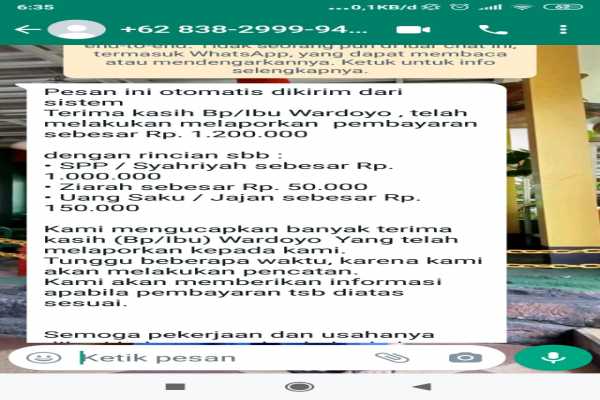 6:35
...0,1KB/d
62
+62 838-2999-94...
end-to-end. Tidak seorang pun di luar chat ini,
termasuk WhatsApp, yang dapat membaca
atau mendengarkannya. Ketuk untuk info
selengkapnya.
Pesan ini otomatis dikirim dari
sistem
Terima kasih Bp/Ibu Wardoyo , telah
melakukan melaporkan pembayaran
sebesar Rp. 1.200.000
dengan rincian sbb :
• SPP / Syahriyah sebesar Rp.
1.000.000
• Ziarah sebesar Rp. 50.000
• Uang Saku / Jajan sebesar Rp.
150.000
Kami mengucapkan banyak terima
kasih (Bp/Ibu) Wardoyo Yang telah
melaporkan kepada kami.
Tunggu beberapa waktu, karena kami
akan melakukan pencatan.
Kami akan memberikan informasi
apabila pembayaran tsb diatas
sesuai.
Semoga pekerjaan dan usahanya
Ketik pesan